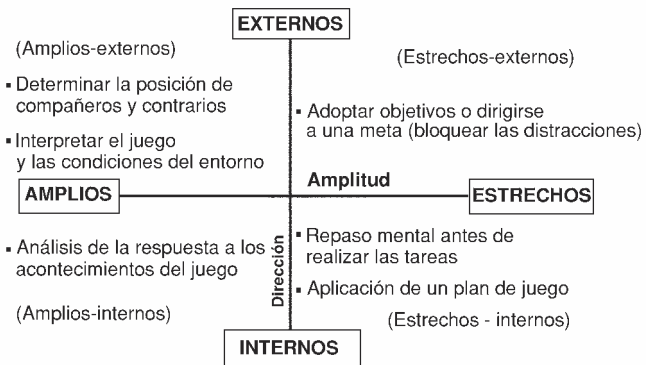 EXTERNOS
(Amplios-externos)
▪ Determinar la posición de
compañeros y contrarios
▪ Interpretar el juego
y las condiciones del entorno
(Estrechos-externos)
▪ Adoptar objetivos o dirigirse
a una meta (bloquear las distracciones)
AMPLIOS
Amplitud
ESTRECHOS
▪ Análisis de la respuesta a los
acontecimientos del juego
(Amplios-internos)
Dirección
▪ Repaso mental antes de
realizar las tareas
▪ Aplicación de un plan de juego
(Estrechos - internos)
INTERNOS